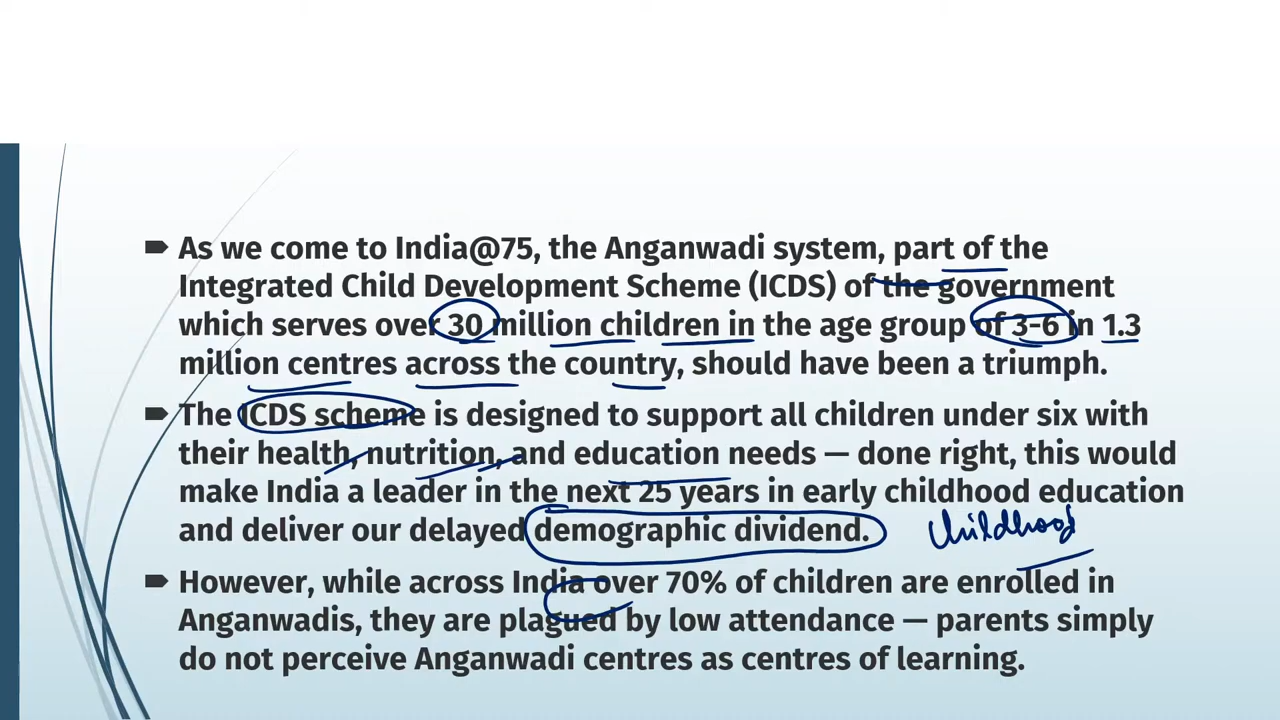 As we come to India@75, the Anganwadi system, part of the
Integrated Child Development Scheme (ICDS) of the government
which serves over 30 million children in the age group of 3-6 in 1.3
million centres across the country, should have been a triumph.
The ICDS scheme is designed to support all children under six with
their health, nutrition, and education needs — done right, this would
make India a leader in the next 25 years in early childhood education
and deliver our delayed demographic dividend. childhood
However, while across India over 70% of children are enrolled in
Anganwadis, they are plagued by low attendance — parents simply
do not perceive Anganwadi centres as centres of learning.